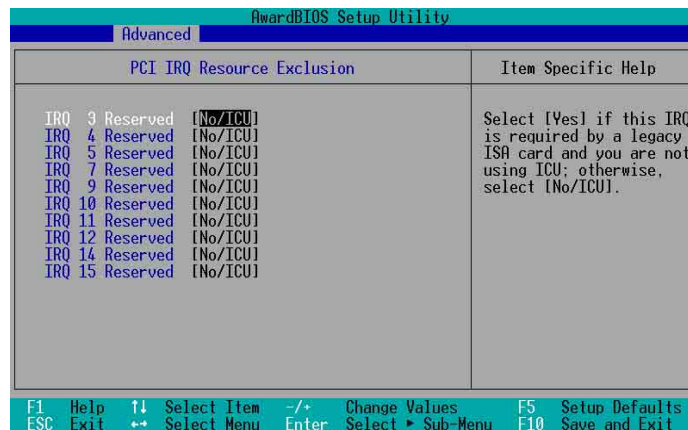 AwardBIOS Setup Utility
Advanced
PCI IRQ Resource Exclusion
Item Specific Help
IRQ 3 Reserved [No/ICU]
IRQ 4 Reserved [No/ICU]
IRQ 5 Reserved [No/ICU]
IRQ 7 Reserved [No/ICU]
IRQ 9 Reserved [No/ICU]
IRQ 10 Reserved [No/ICU]
IRQ 11 Reserved [No/ICU]
IRQ 12 Reserved [No/ICU]
IRQ 14 Reserved [No/ICU]
IRQ 15 Reserved [No/ICU]
Select [Yes] if this IRQ
is required by a legacy
ISA card and you are not
using ICU; otherwise,
select [No/ICU].
F1 Help ↑↓ Select Item -/+ Change Values F5 Setup Defaults
ESC Exit ←→ Select Menu Enter Select ► Sub-Menu F10 Save and Exit